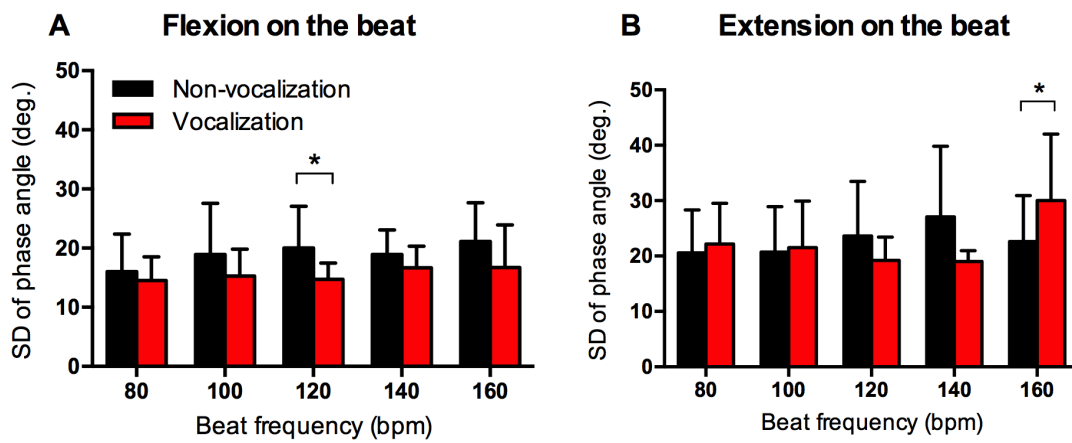 A Flexion on the beat
SD of phase angle (deg.)
50
40
30
20
10
0
Non-vocalization
Vocalization
*
80 100 120 140 160
Beat frequency (bpm)
B Extension on the beat
SD of phase angle (deg.)
50
40
30
20
10
0
*
80 100 120 140 160
Beat frequency (bpm)